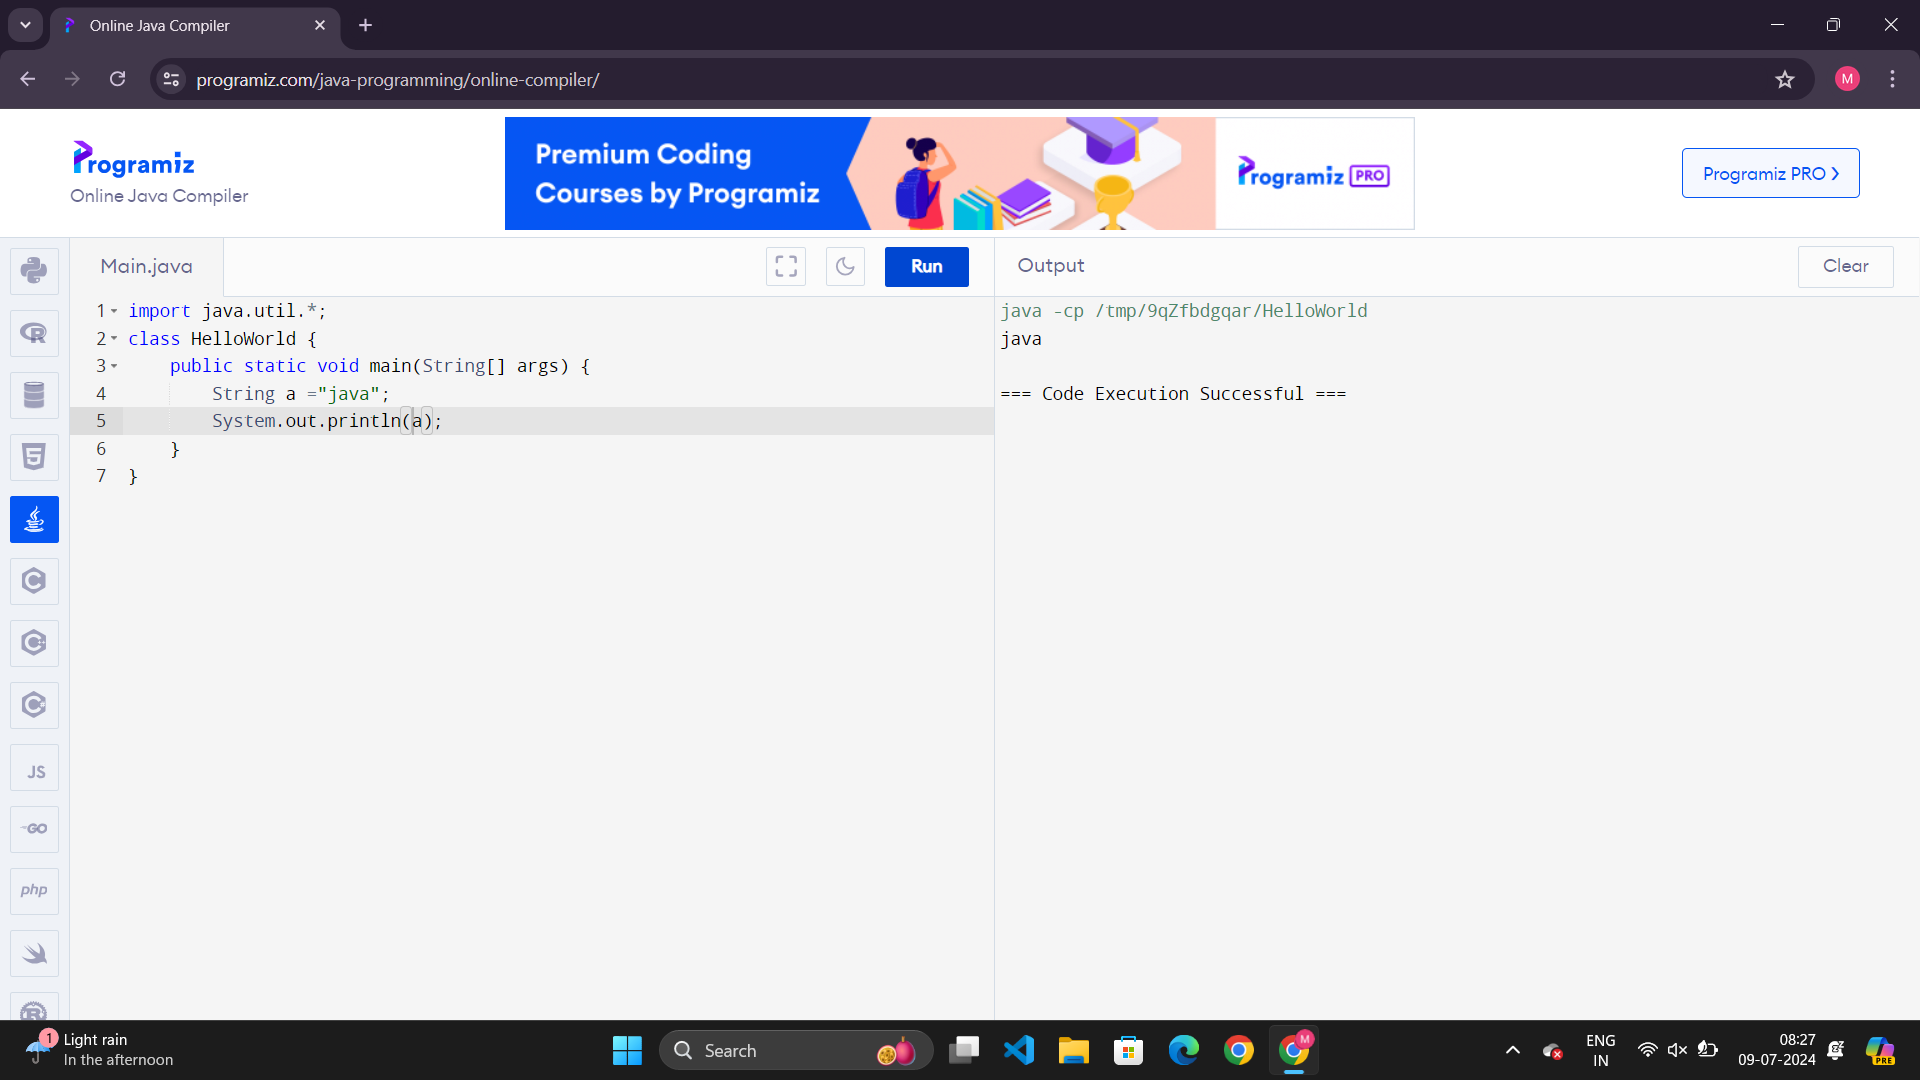 Online Java Compiler
programiz.com/java-programming/online-compiler/
M
Programiz
Online Java Compiler
Premium Coding
Courses by Programiz
Programiz PRO
Programiz PRO ❯
Main.java
Run
Output
Clear
1 import java.util.*;
2 class HelloWorld {
3 public static void main(String[] args) {
4 String a ="java";
5 System.out.println(a);
6 }
7 }
java -cp /tmp/9qZfbdgqar/HelloWorld
java
=== Code Execution Successful ===
R
5
C
C
C
JS
GO
php
R
1
Light rain
In the afternoon
Search
M
ENG
IN
08:27
09-07-2024
PRE